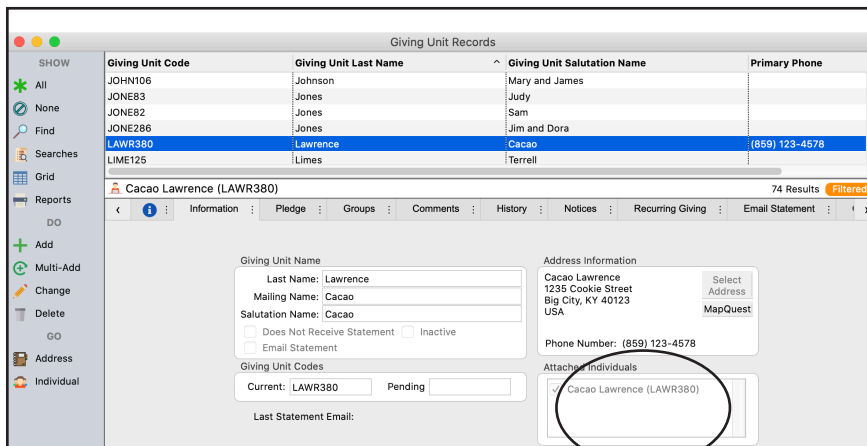 Giving Unit Records
SHOW
All
None
Find
Searches
Grid
Reports
DO
Add
Multi-Add
Change
Delete
GO
Address
Individual
Giving Unit Code Giving Unit Last Name ^ Giving Unit Salutation Name Primary Phone
JOHN106 Johnson Mary and James
JONE83 Jones Judy
JONE82 Jones Sam
JONE286 Jones Jim and Dora
LAWR380 Lawrence Cacao (859) 123-4578
LIME125 Limes Terrell
Cacao Lawrence (LAWR380) 74 Results Filtered
‹ i Information Pledge Groups Comments History Notices Recurring Giving Email Statement
Giving Unit Name
Last Name: Lawrence
Mailing Name: Cacao
Salutation Name: Cacao
Does Not Receive Statement Inactive
Email Statement
Giving Unit Codes
Current: LAWR380 Pending
Last Statement Email:
Address Information
Cacao Lawrence
1235 Cookie Street
Big City, KY 40123
USA
Select
Address
MapQuest
Phone Number: (859) 123-4578
Attached Individuals
Cacao Lawrence (LAWR380)